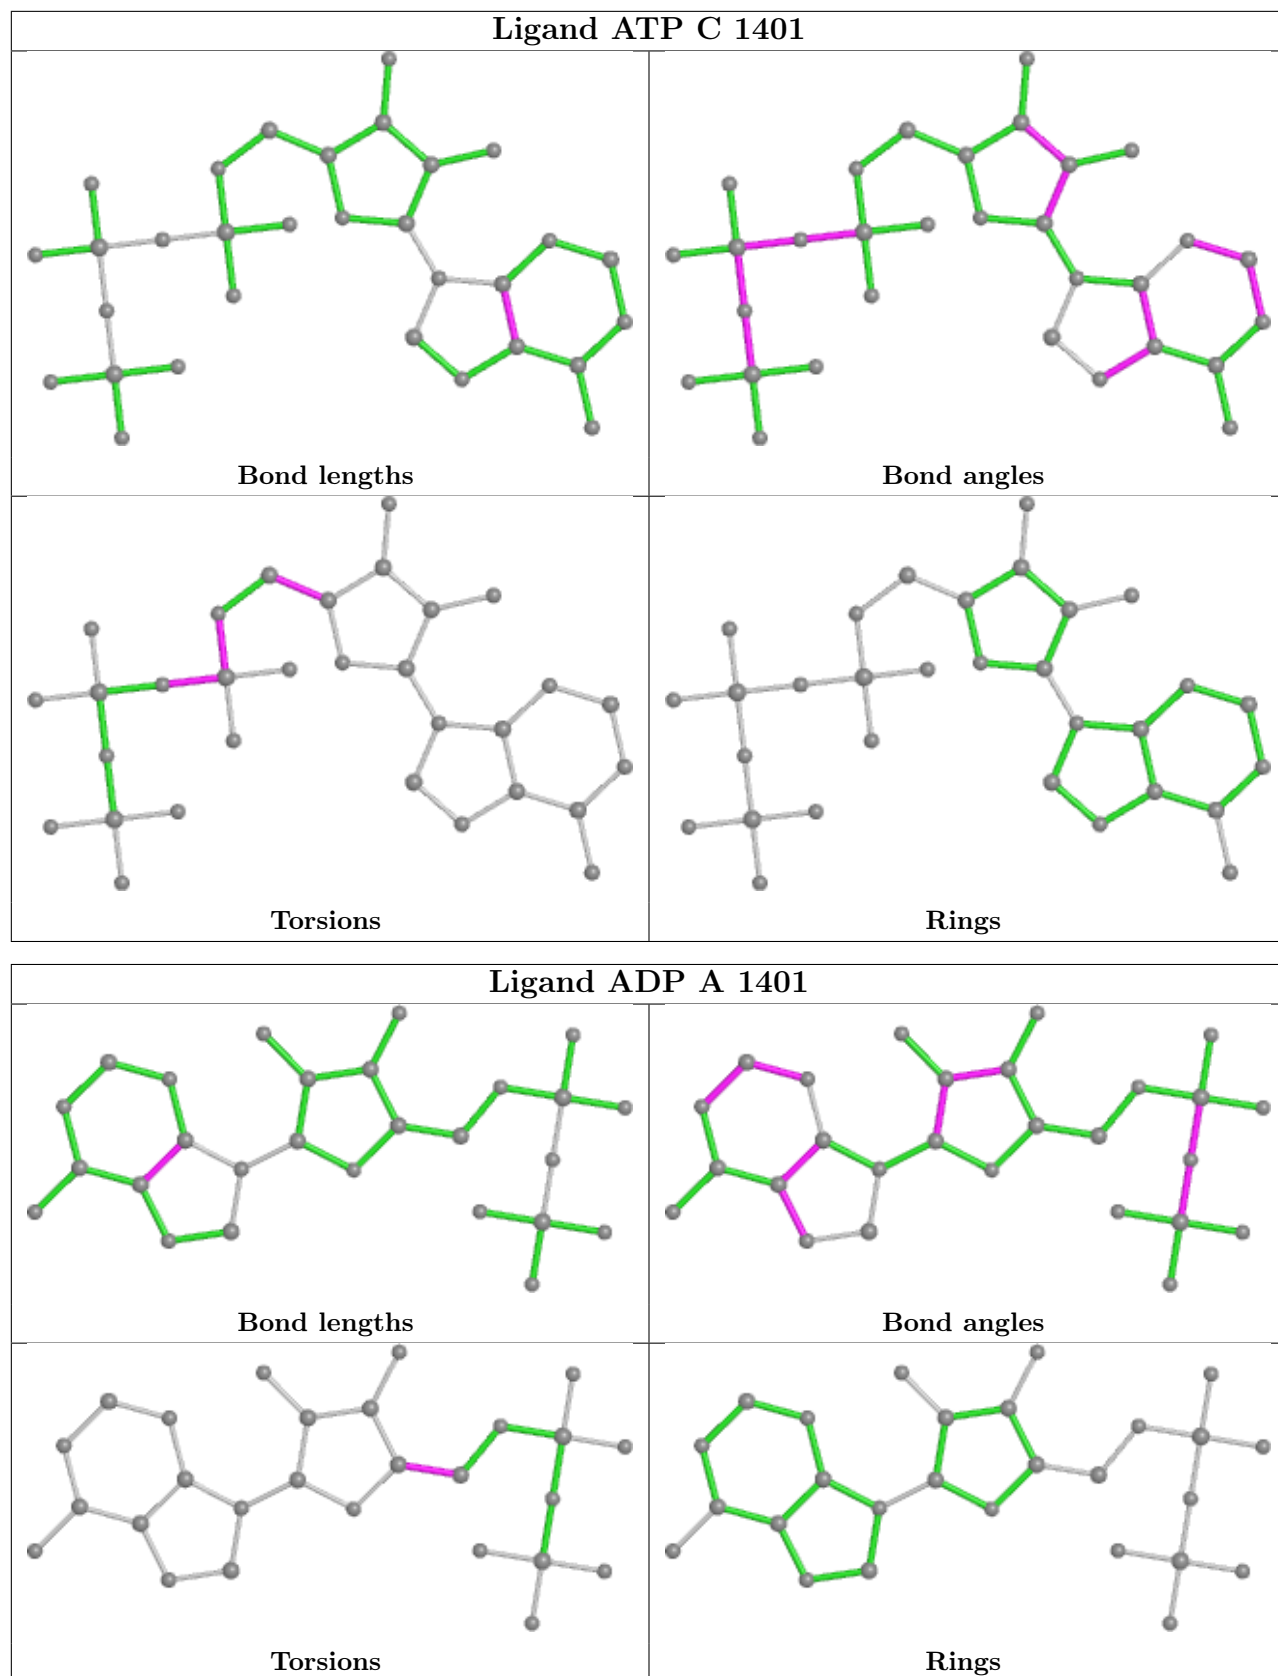 Ligand ATP C 1401
Bond lengths
Bond angles
Torsions
Rings
Ligand ADP A 1401
Bond lengths
Bond angles
Torsions
Rings